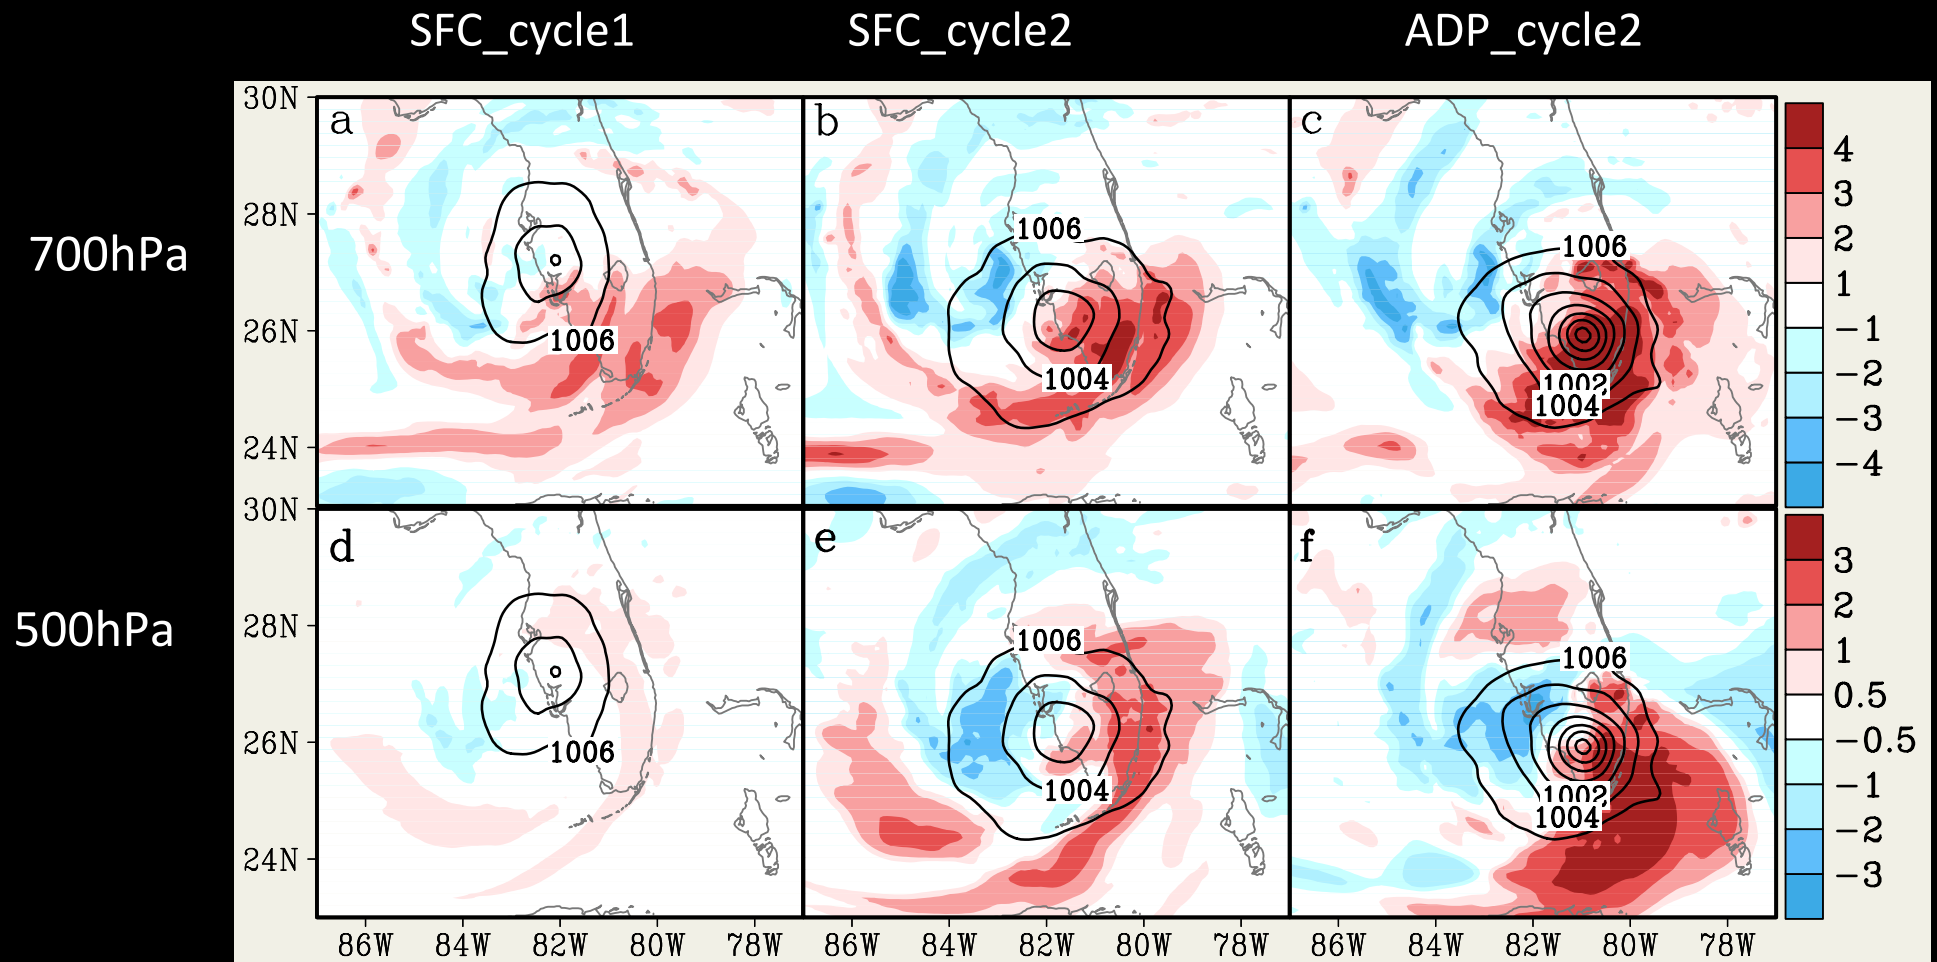 SFC_cycle1 SFC_cycle2 ADP_cycle2
700hPa
500hPa
30N
28N
26N
24N
30N
28N
26N
24N
a
1006
b
1006
1004
c
1006
1002
1004
4
3
2
1
−1
−2
−3
−4
d
1006
e
1006
1004
f
1006
1002
1004
3
2
1
0.5
−0.5
−1
−2
−3
86W 84W 82W 80W 78W 86W 84W 82W 80W 78W 86W 84W 82W 80W 78W